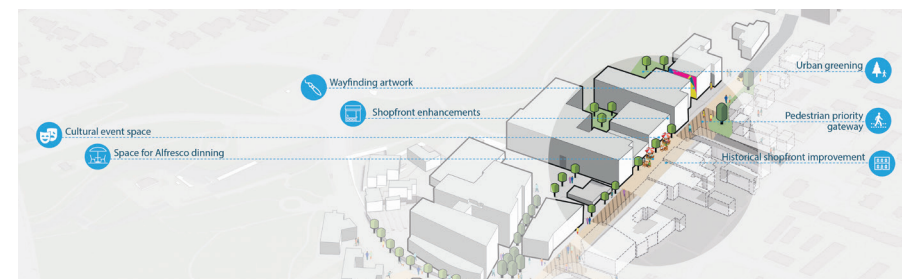 Urban greening
Wayfinding artwork
Shopfront enhancements
Pedestrian priority
gateway
Cultural event space
Space for Alfresco dinning
Historical shopfront improvement